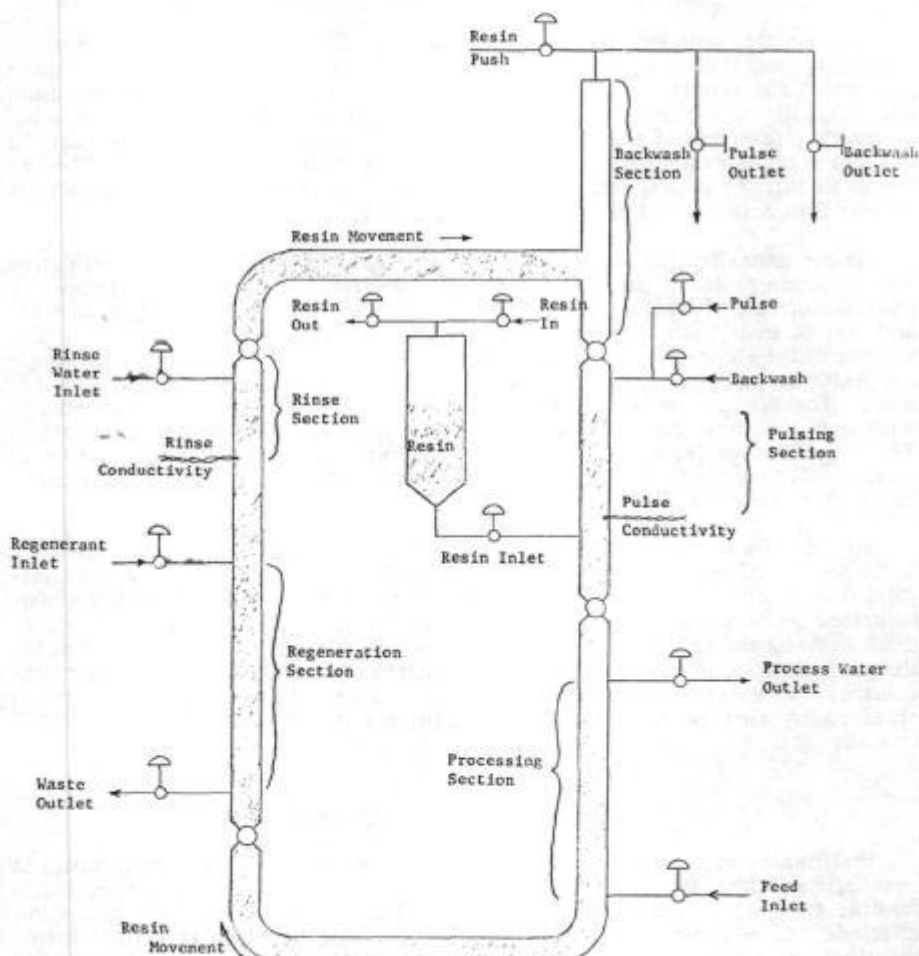 Resin
Push
Backwash
Section
Pulse
Outlet
Backwash
Outlet
Resin Movement
Resin
Out
Resin
In
Pulse
Rinse
Water
Inlet
Rinse
Section
Backwash
Rinse
Conductivity
Resin
Pulsing
Section
Pulse
Conductivity
Regenerant
Inlet
Resin Inlet
Regeneration
Section
Process Water
Outlet
Processing
Section
Waste
Outlet
Feed
Inlet
Resin
Movement